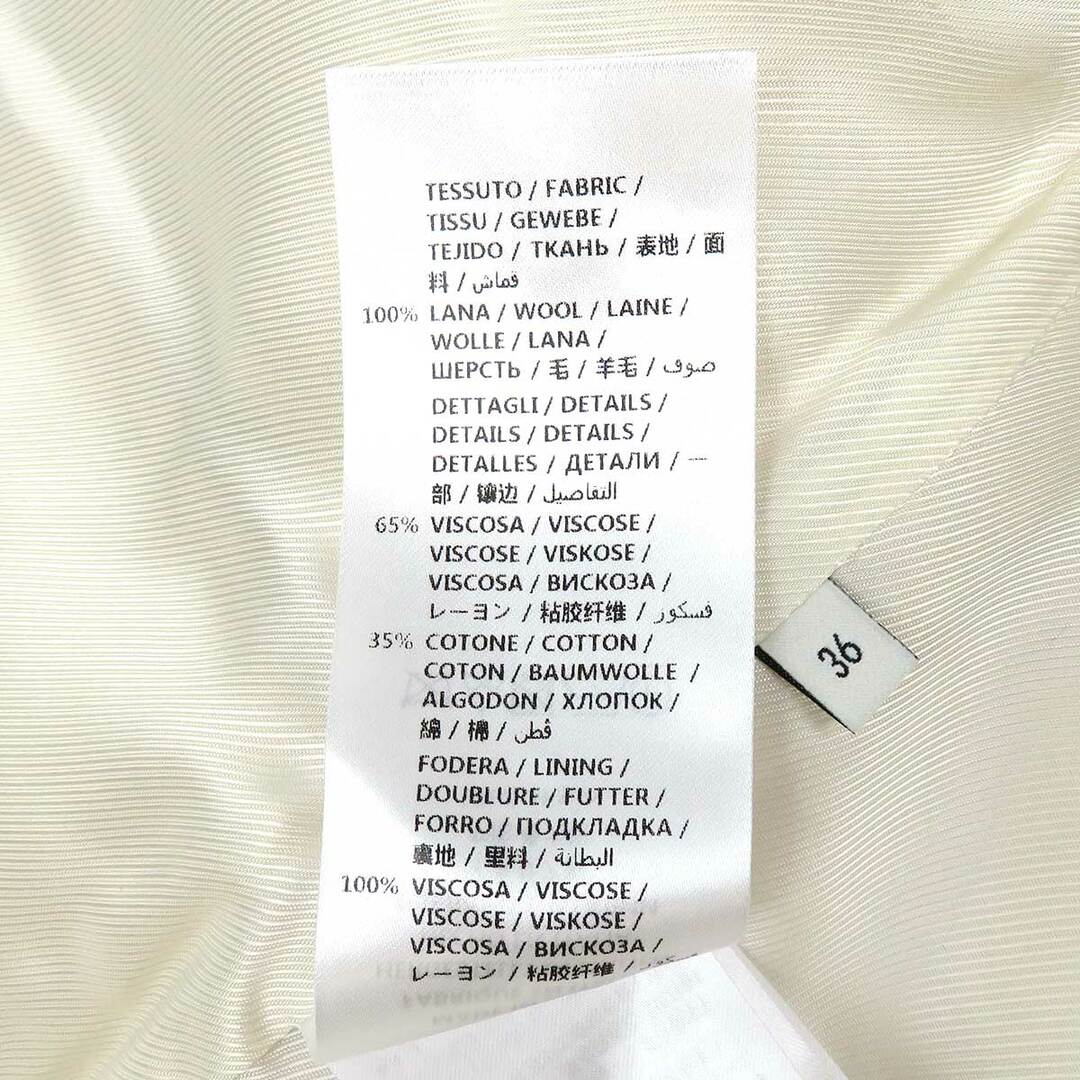 TESSUTO / FABRIC /
TISSU / GEWEBE /
TEJIDO / ТКАНЬ / 表地 / 面
料 / قماش
100% LANA / WOOL / LAINE /
WOLLE / LANA /
ШЕРСТЬ / 毛 / 羊毛 / صوف
DETTAGLI / DETAILS /
DETAILS / DETAILS /
DETALLES / ДЕТАЛИ / 一
部 / 镶边 / التفاصيل
65% VISCOSA / VISCOSE /
VISCOSE / VISKOSE /
VISCOSA / ВИСКОЗА /
レーヨン / 粘胶纤维 / فسكوز
35% COTONE / COTTON /
COTON / BAUMWOLLE /
ALGODON / ХЛОПОК /
綿 / 棉 / قطن
FODERA / LINING /
DOUBLURE / FUTTER /
FORRO / ПОДКЛАДКА /
裏地 / 里料 / البطانة
100% VISCOSA / VISCOSE /
VISCOSE / VISKOSE /
VISCOSA / ВИСКОЗА /
レーヨン / 粘胶纤维 /
36